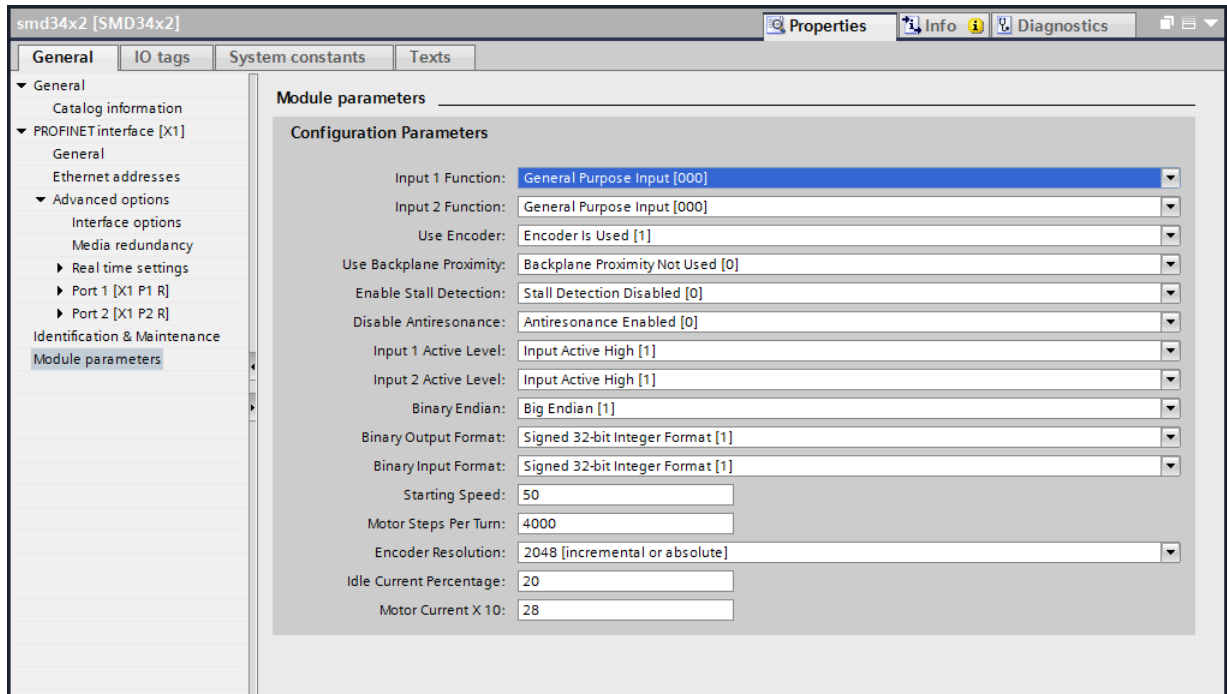 smd34x2 [SMD34x2]
Properties
Info
Diagnostics
General
IO tags
System constants
Texts
General
Catalog information
PROFINET interface [X1]
General
Ethernet addresses
Advanced options
Interface options
Media redundancy
Real time settings
Port 1 [X1 P1 R]
Port 2 [X1 P2 R]
Identification & Maintenance
Module parameters
Module parameters
Configuration Parameters
Input 1 Function: General Purpose Input [000]
Input 2 Function: General Purpose Input [000]
Use Encoder: Encoder Is Used [1]
Use Backplane Proximity: Backplane Proximity Not Used [0]
Enable Stall Detection: Stall Detection Disabled [0]
Disable Antiresonance: Antiresonance Enabled [0]
Input 1 Active Level: Input Active High [1]
Input 2 Active Level: Input Active High [1]
Binary Endian: Big Endian [1]
Binary Output Format: Signed 32-bit Integer Format [1]
Binary Input Format: Signed 32-bit Integer Format [1]
Starting Speed: 50
Motor Steps Per Turn: 4000
Encoder Resolution: 2048 [incremental or absolute]
Idle Current Percentage: 20
Motor Current X 10: 28